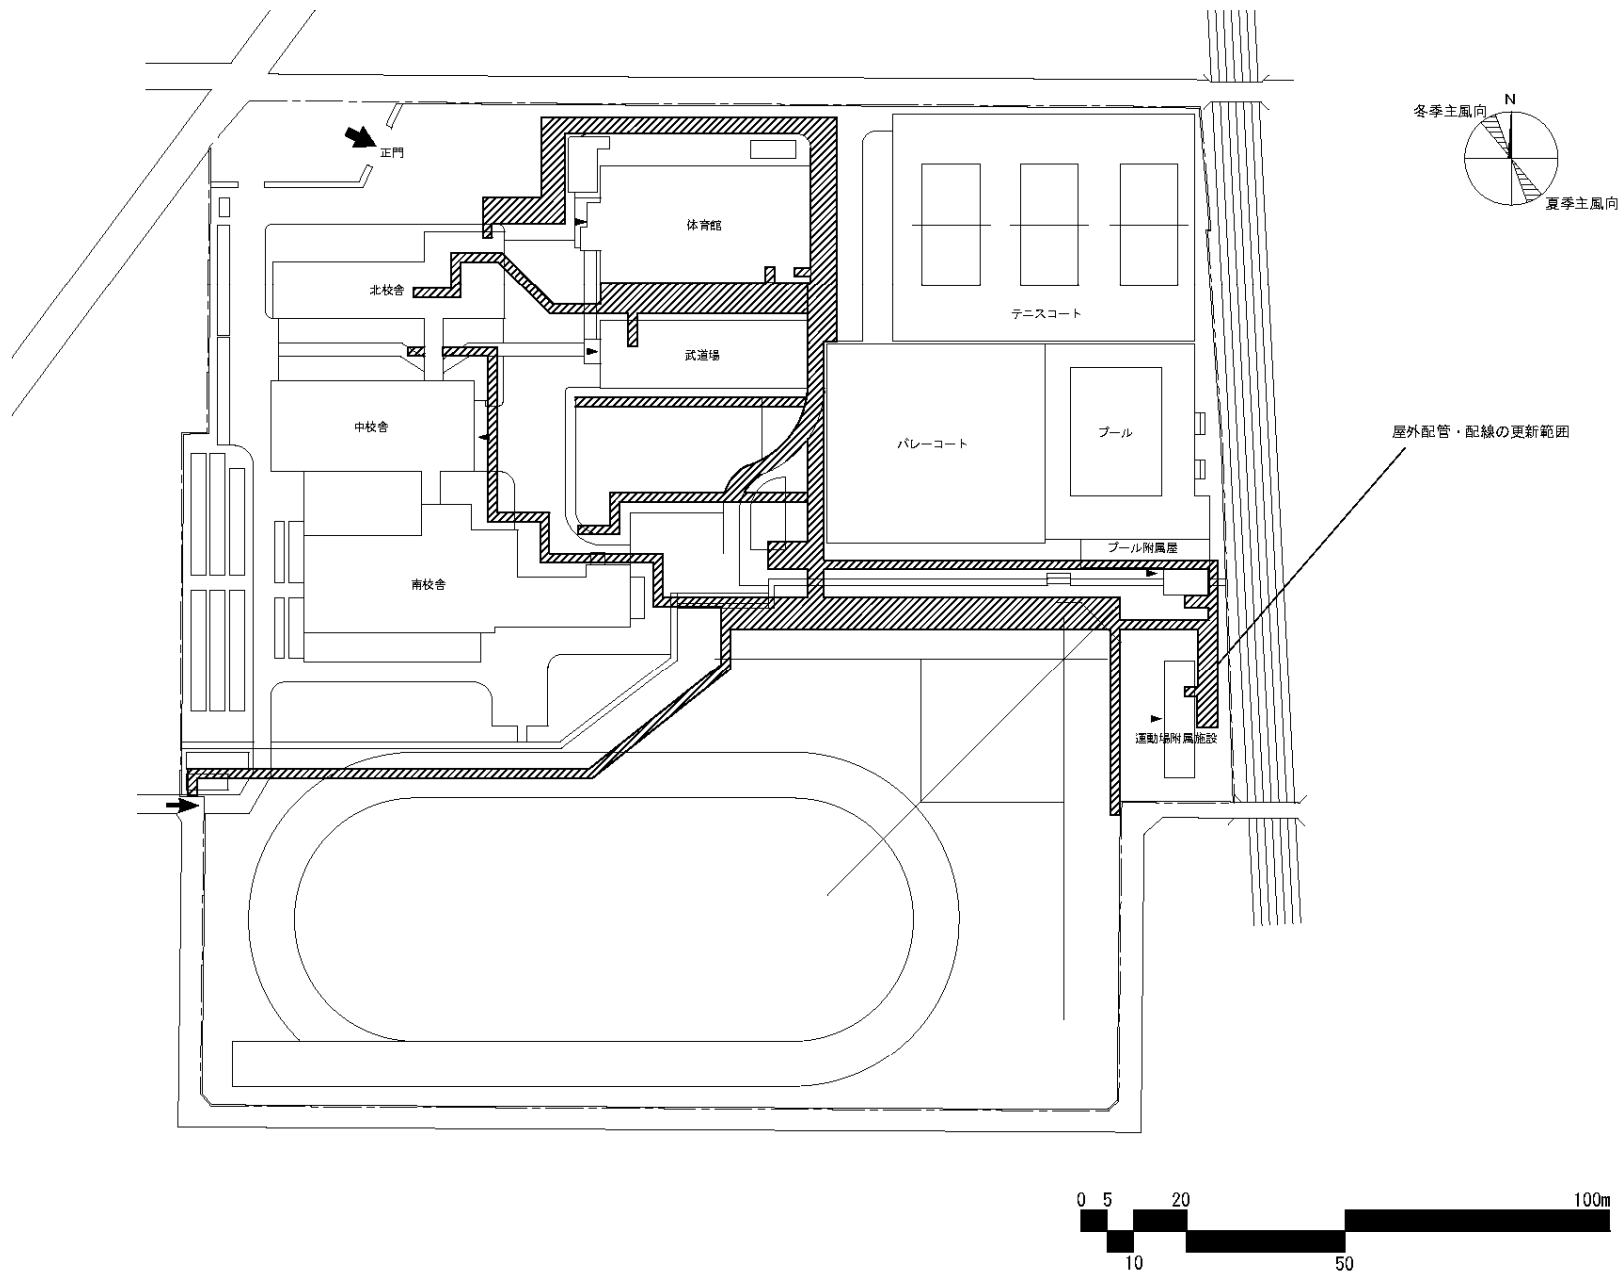 正門
N
冬季主風向
夏季主風向
体育館
北校舎
テニスコート
武道場
中校舎
バレーコート
プール
屋外配管・配線の更新範囲
プール附属屋
南校舎
運動場附属施設
0 5 20 100m
10 50